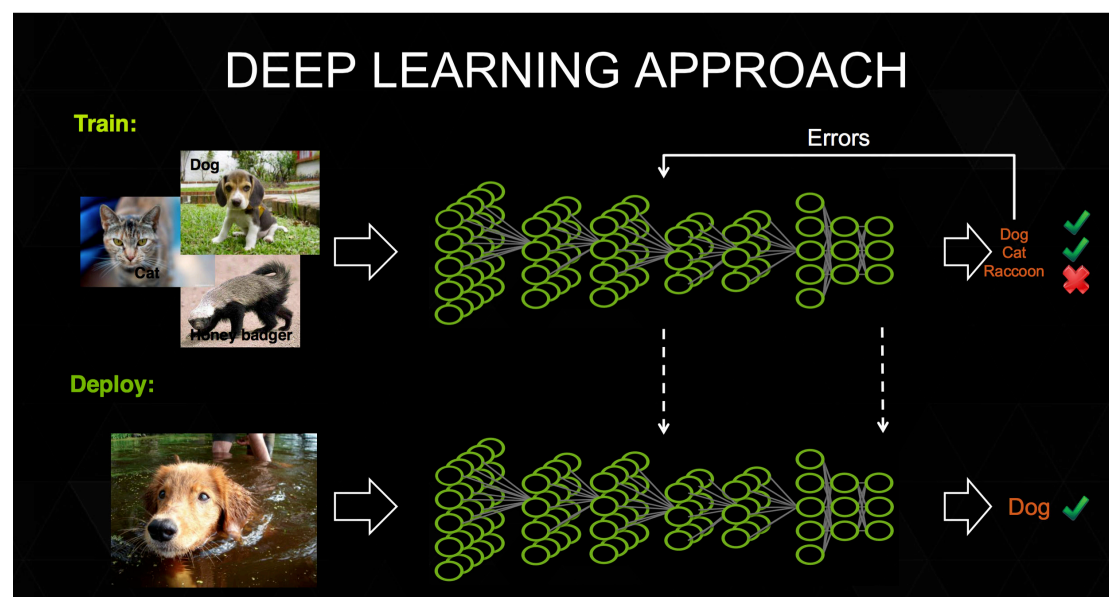 DEEP LEARNING APPROACH
Train:
Errors
Dog
Cat
Honey badger
Dog
Cat
Raccoon
Deploy:
Dog